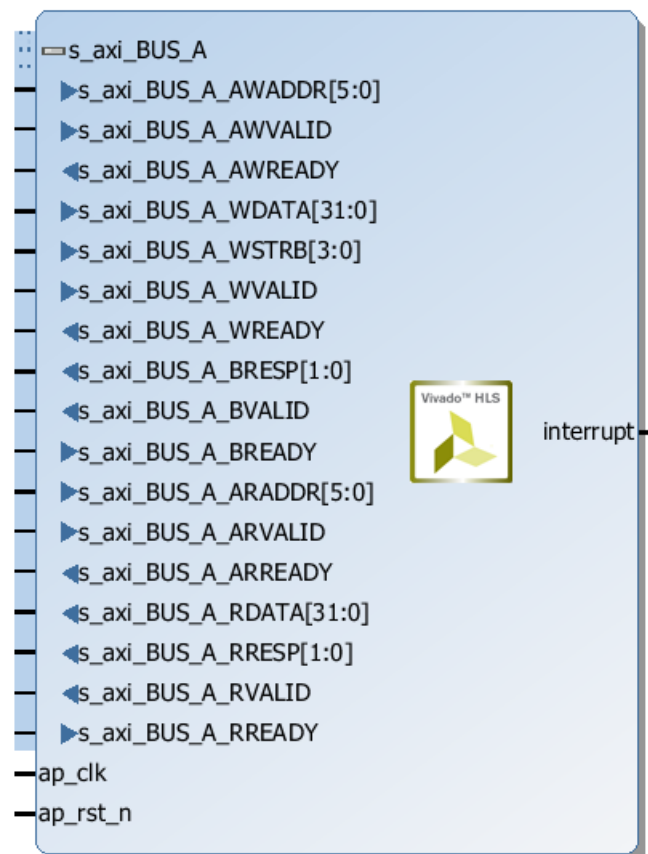 s_axi_BUS_A
s_axi_BUS_A_AWADDR[5:0]
s_axi_BUS_A_AWVALID
s_axi_BUS_A_AWREADY
s_axi_BUS_A_WDATA[31:0]
s_axi_BUS_A_WSTRB[3:0]
s_axi_BUS_A_WVALID
s_axi_BUS_A_WREADY
s_axi_BUS_A_BRESP[1:0]
s_axi_BUS_A_BVALID
s_axi_BUS_A_BREADY
s_axi_BUS_A_ARADDR[5:0]
s_axi_BUS_A_ARVALID
s_axi_BUS_A_ARREADY
s_axi_BUS_A_RDATA[31:0]
s_axi_BUS_A_RRESP[1:0]
s_axi_BUS_A_RVALID
s_axi_BUS_A_RREADY
ap_clk
ap_rst_n
Vivado™ HLS
interrupt